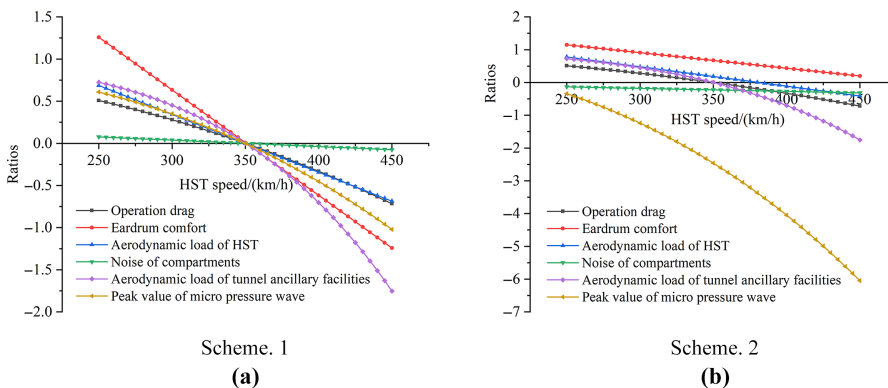 1.5
1.0
0.5
0.0
−0.5
−1.0
−1.5
−2.0
Ratios
250 300 350 400 450
HST speed/(km/h)
Operation drag
Eardrum comfort
Aerodynamic load of HST
Noise of compartments
Aerodynamic load of tunnel ancillary facilities
Peak value of micro pressure wave
Scheme. 1
(a)
2
1
0
−1
−2
−3
−4
−5
−6
−7
Ratios
250 300 350 400 450
HST speed/(km/h)
Operation drag
Eardrum comfort
Aerodynamic load of HST
Noise of compartments
Aerodynamic load of tunnel ancillary facilities
Peak value of micro pressure wave
Scheme. 2
(b)